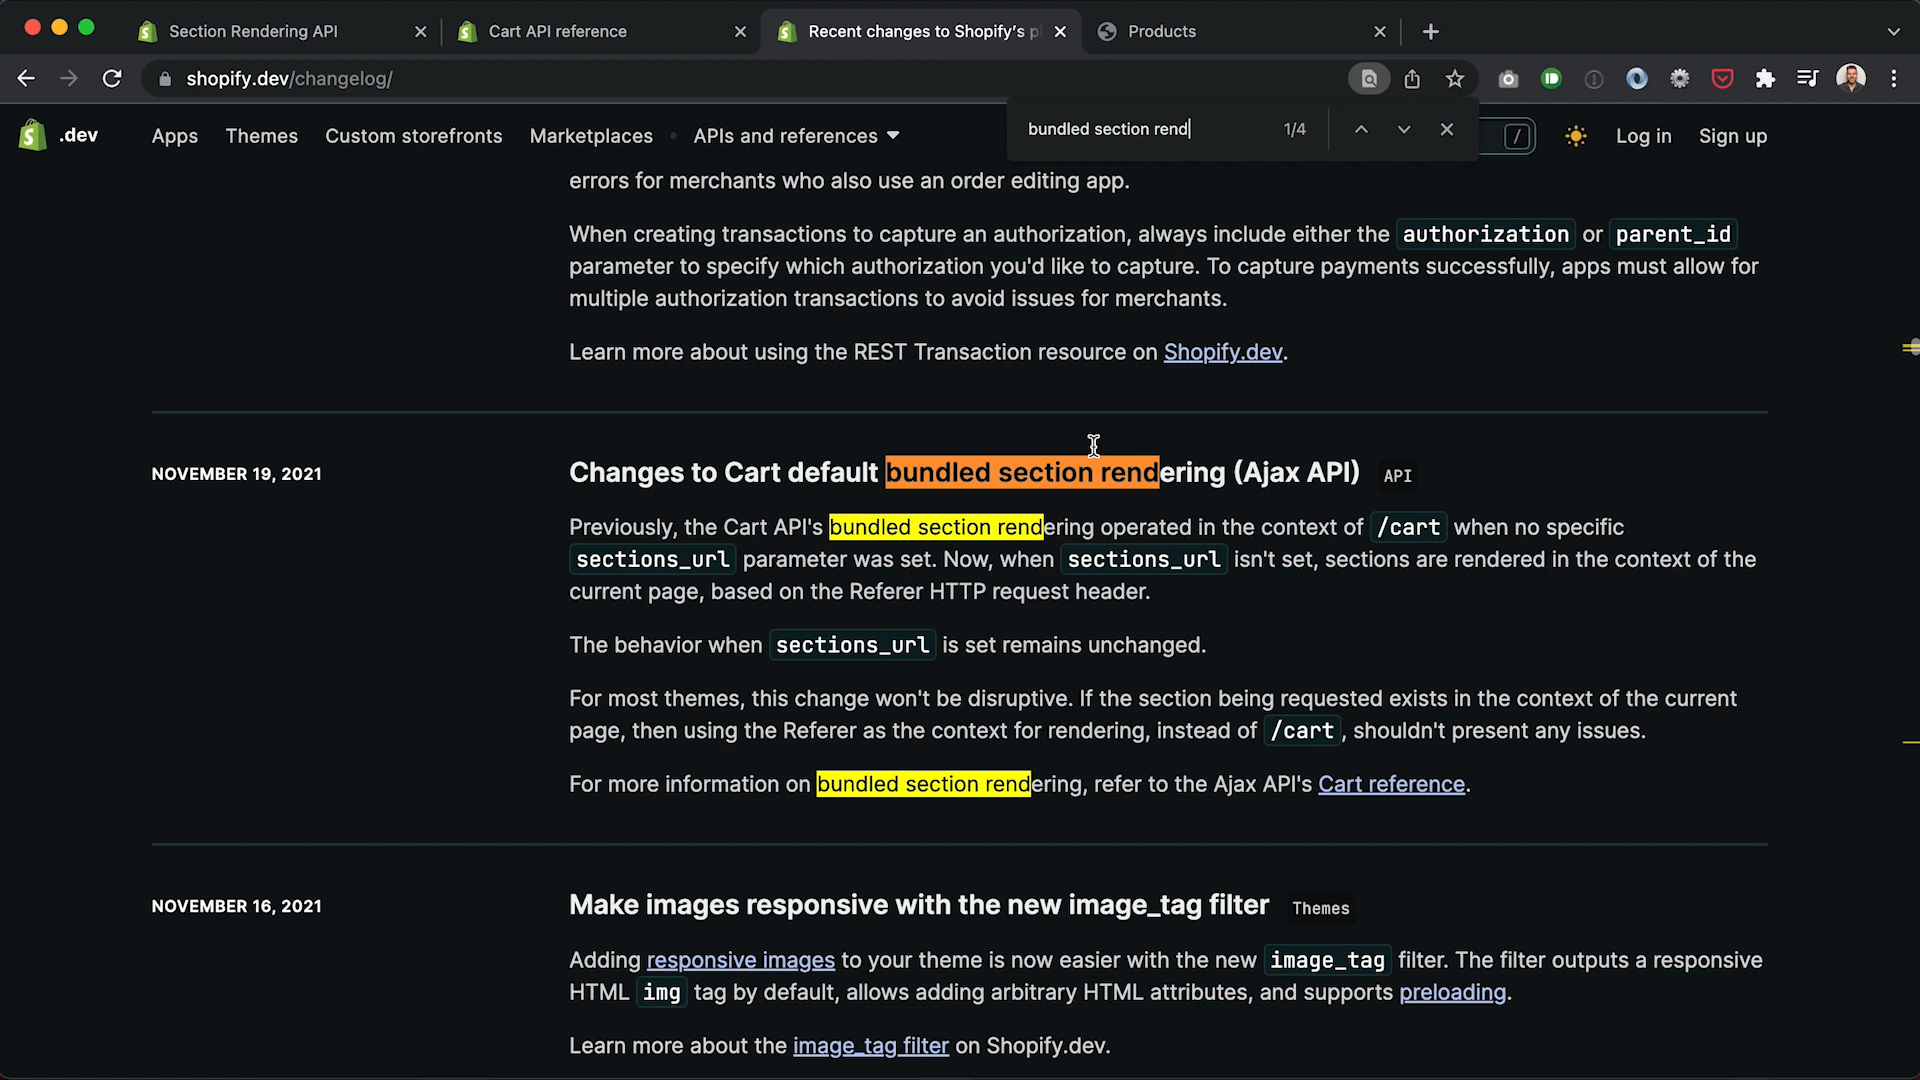 Section Rendering API
Cart API reference
Recent changes to Shopify's pl
Products
shopify.dev/changelog/
.dev
Apps
Themes
Custom storefronts
Marketplaces
APIs and references
bundled section rend
1/4
/
Log in
Sign up
errors for merchants who also use an order editing app.
When creating transactions to capture an authorization, always include either the authorization or parent_id
parameter to specify which authorization you'd like to capture. To capture payments successfully, apps must allow for
multiple authorization transactions to avoid issues for merchants.
Learn more about using the REST Transaction resource on Shopify.dev.
NOVEMBER 19, 2021
Changes to Cart default bundled section rendering (Ajax API) API
Previously, the Cart API's bundled section rendering operated in the context of /cart when no specific
sections_url parameter was set. Now, when sections_url isn't set, sections are rendered in the context of the
current page, based on the Referer HTTP request header.
The behavior when sections_url is set remains unchanged.
For most themes, this change won't be disruptive. If the section being requested exists in the context of the current
page, then using the Referer as the context for rendering, instead of /cart, shouldn't present any issues.
For more information on bundled section rendering, refer to the Ajax API's Cart reference.
NOVEMBER 16, 2021
Make images responsive with the new image_tag filter Themes
Adding responsive images to your theme is now easier with the new image_tag filter. The filter outputs a responsive
HTML img tag by default, allows adding arbitrary HTML attributes, and supports preloading.
Learn more about the image_tag filter on Shopify.dev.